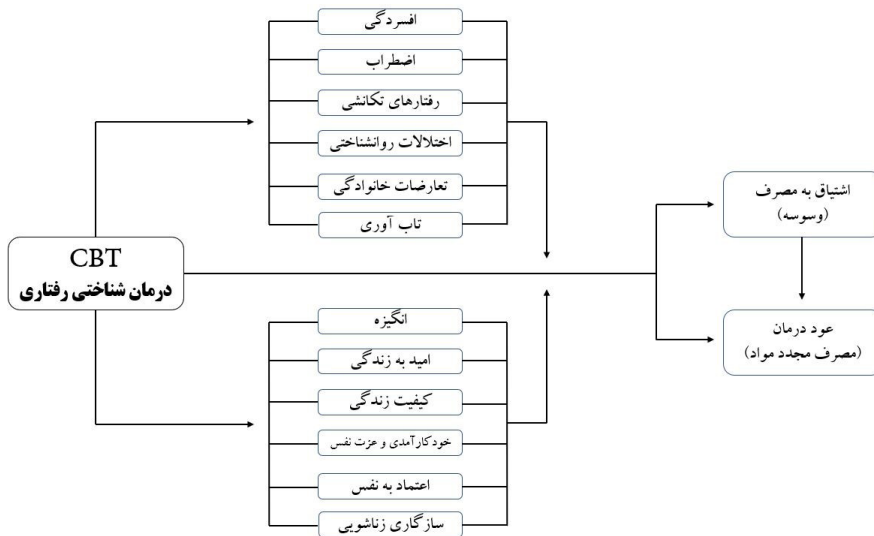 افسردگی
اضطراب
رفتارهای تکانشی
اختلالات روانشناختی
تعارضات خانوادگی
تاب آوری
CBT
درمان شناختی رفتاری
انگیزه
امید به زندگی
کیفیت زندگی
خودکارآمدی و عزت نفس
اعتماد به نفس
سازگاری زناشویی
اشتیاق به مصرف
(وسوسه)
عود درمان
(مصرف مجدد مواد)